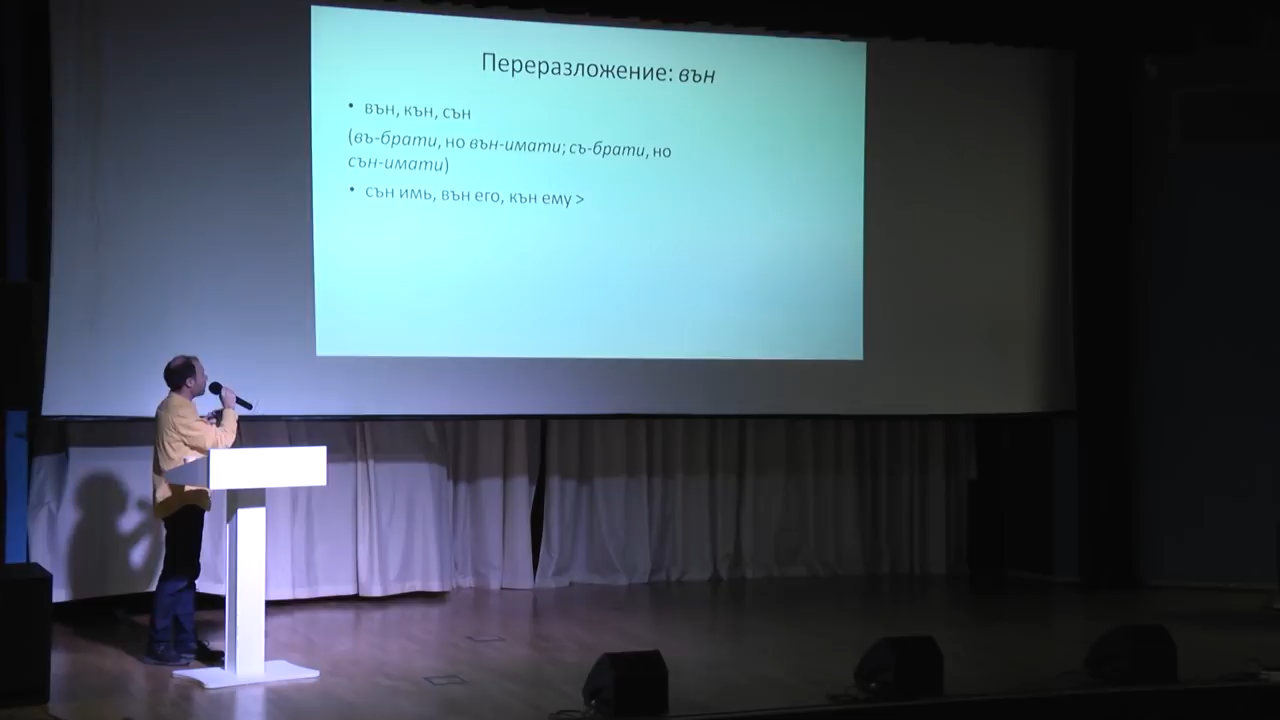 Переразложение: вън
• вън, кън, сън
(въ-брати, но вън-имати; съ-брати, но
сън-имати)
• сън имь, вън его, кън ему >